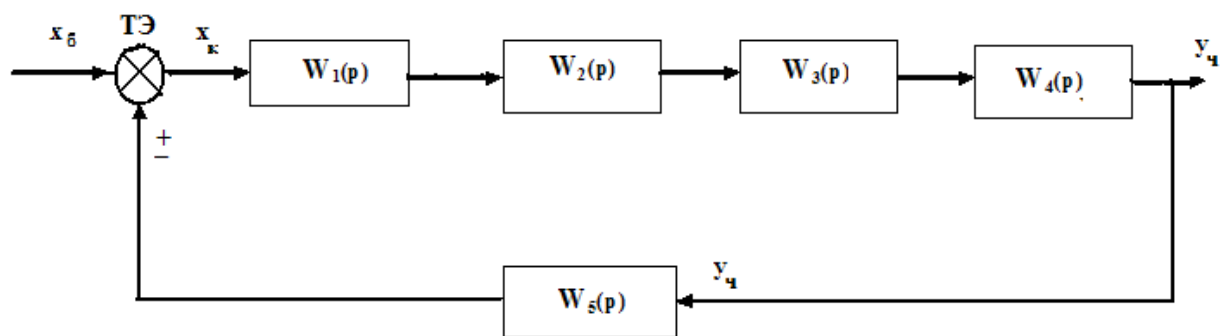 x б
ТЭ
x к
W 1(p)
W 2(p)
W 3(p)
W 4(p)
y ч
+
−
W 5(p)
y ч